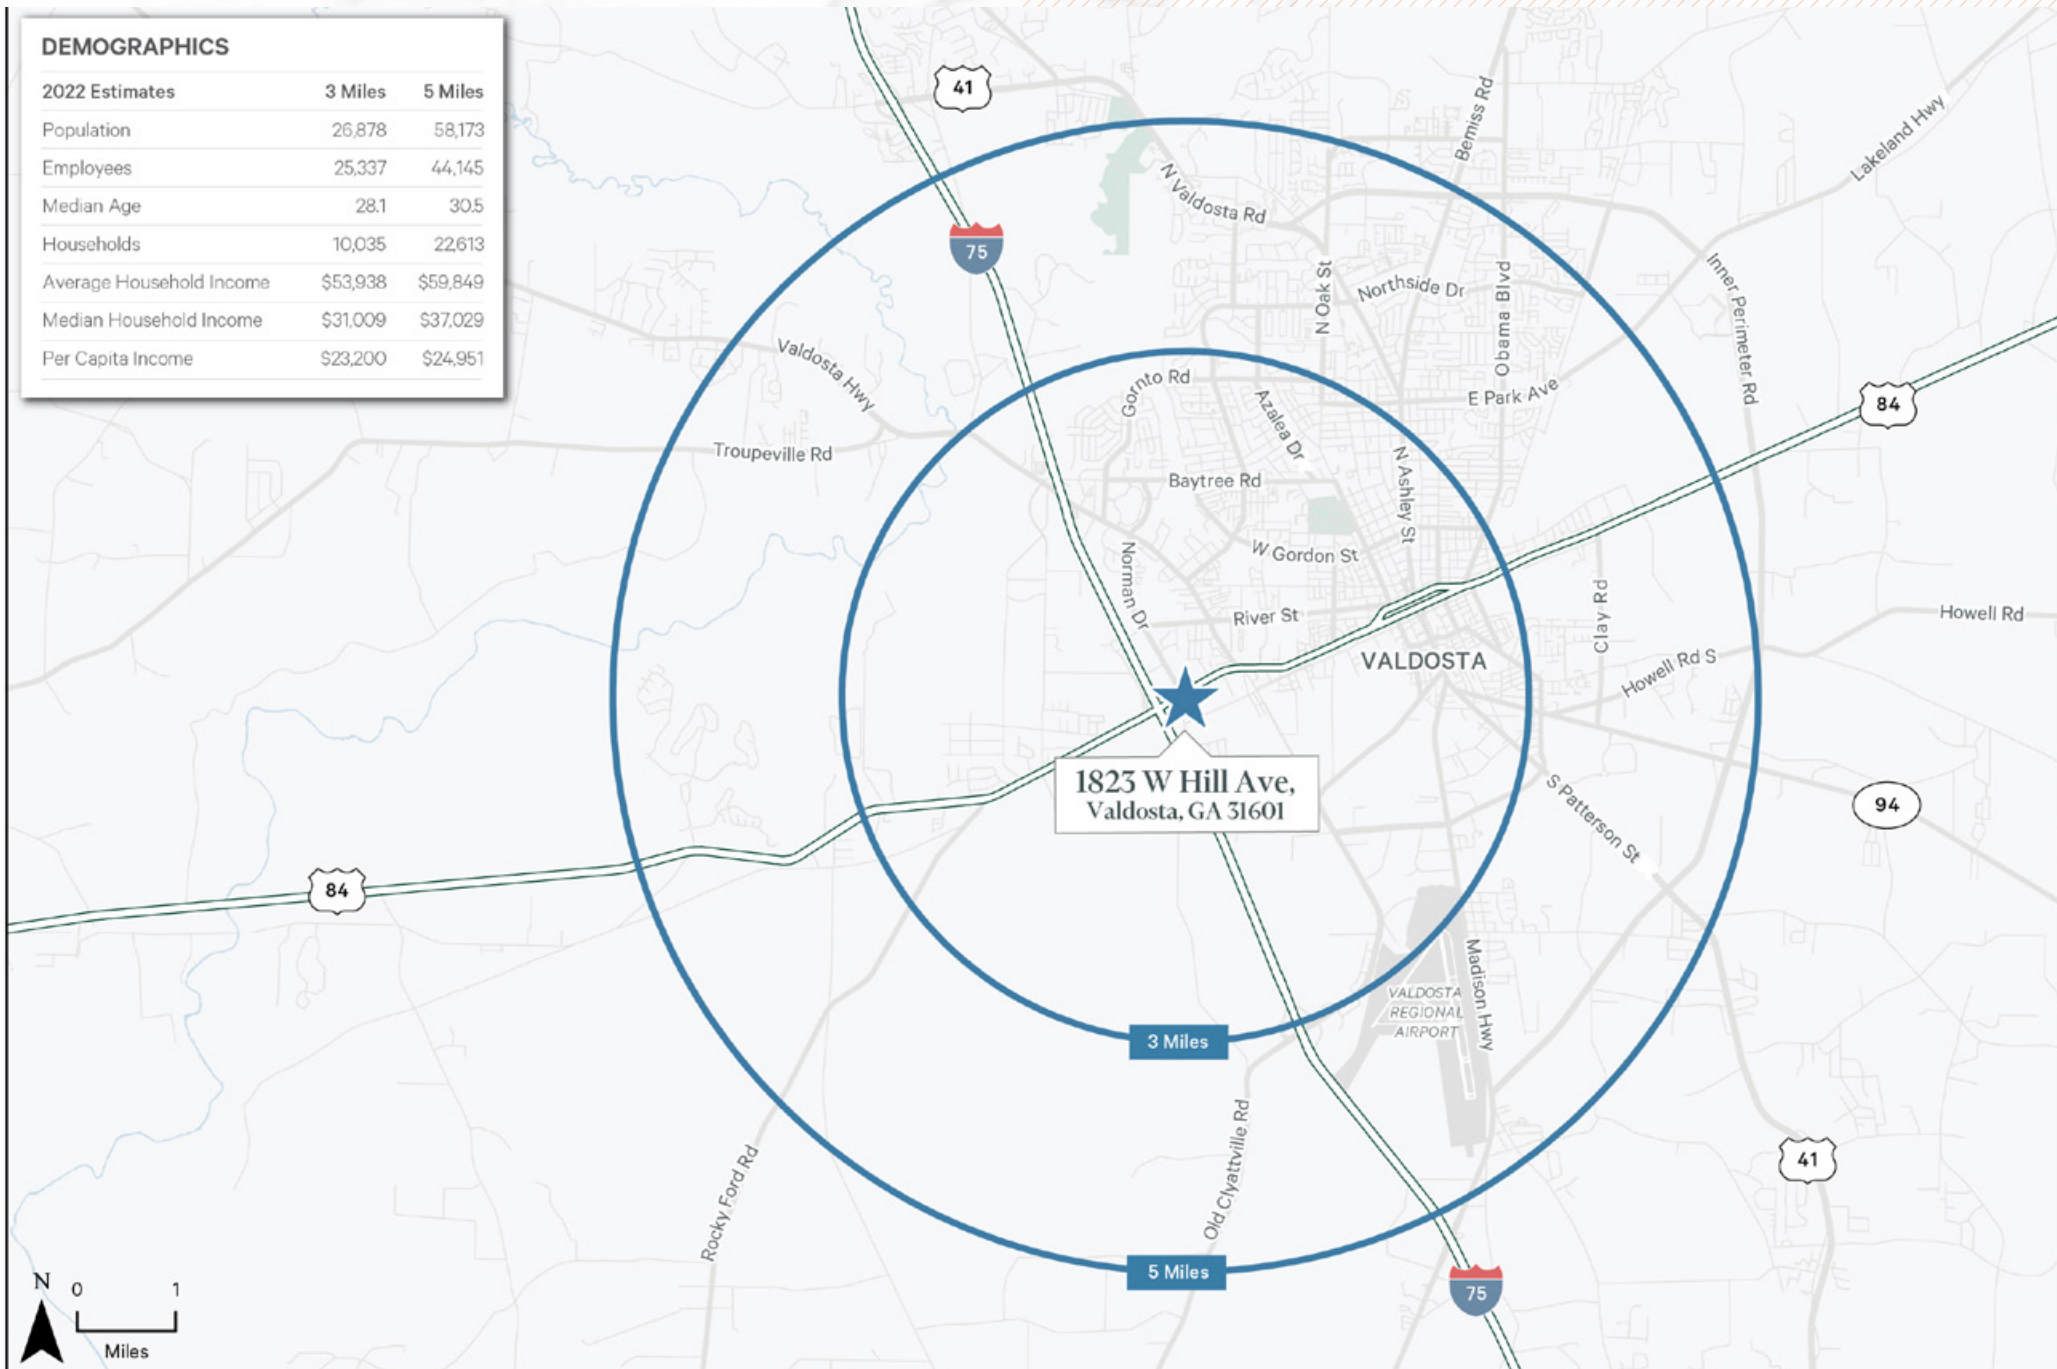 DEMOGRAPHICS
2022 Estimates 3 Miles 5 Miles
Population 26,878 58,173
Employees 25,337 44,145
Median Age 28.1 30.5
Households 10,035 22,613
Average Household Income $53,938 $59,849
Median Household Income $31,009 $37,029
Per Capita Income $23,200 $24,951
41
Bemiss Rd
Lakeland Hwy
N Valdosta Rd
75
N Oak St
Northside Dr
Obama Blvd
Inner Perimeter Rd
Valdosta Hwy
Gornto Rd
Azalea Dr
E Park Ave
84
Troupeville Rd
Baytree Rd
N Ashley St
W Gordon St
Norman Dr
River St
Clay Rd
Howell Rd
VALDOSTA
Howell Rd S
1823 W Hill Ave,
Valdosta, GA 31601
S Patterson St
94
84
Madison Hwy
VALDOSTA
REGIONAL
AIRPORT
3 Miles
Old Clyattville Rd
Rocky Ford Rd
41
5 Miles
75
N
0 1
Miles